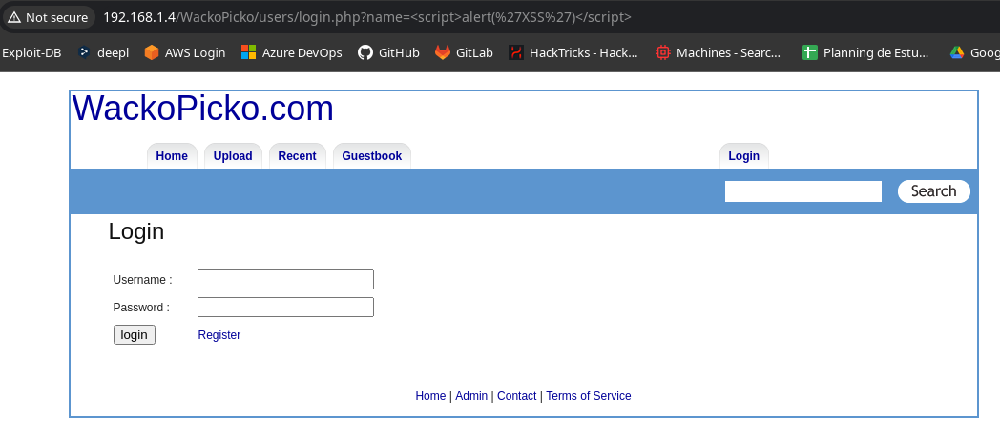 Not secure 192.168.1.4/WackoPicko/users/login.php?name=<script>alert(%27XSS%27)</script>
Exploit-DB deepl AWS Login Azure DevOps GitHub GitLab HackTricks - Hack... Machines - Searc... Planning de Estu... Goog
WackoPicko.com
Home Upload Recent Guestbook Login
Search
Login
Username :
Password :
login Register
Home | Admin | Contact | Terms of Service